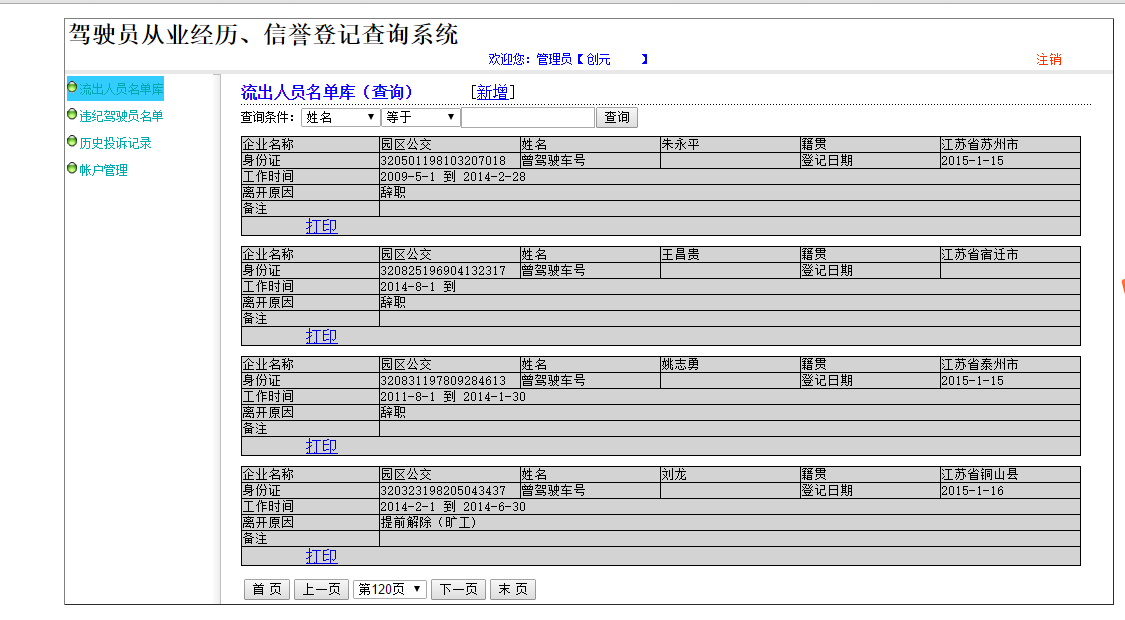 驾驶员从业经历、信誉登记查询系统
欢迎您：管理员【 创元 】 注销
流出人员名单库
违纪驾驶员名单
历史投诉记录
帐户管理
流出人员名单库（查询） [新增]
查询条件： 姓名 等于 查询
企业名称 园区公交 姓名 朱永平 籍贯 江苏省苏州市
身份证 320501198103207018 曾驾驶车号 登记日期 2015-1-15
工作时间 2009-5-1 到 2014-2-28
离开原因 辞职
备注
打印
企业名称 园区公交 姓名 王昌贵 籍贯 江苏省宿迁市
身份证 320825196904132317 曾驾驶车号 登记日期
工作时间 2014-8-1 到
离开原因 辞职
备注
打印
企业名称 园区公交 姓名 姚志勇 籍贯 江苏省泰州市
身份证 320831197809284613 曾驾驶车号 登记日期 2015-1-15
工作时间 2011-8-1 到 2014-1-30
离开原因 辞职
备注
打印
企业名称 园区公交 姓名 刘龙 籍贯 江苏省铜山县
身份证 320323198205043437 曾驾驶车号 登记日期 2015-1-16
工作时间 2014-2-1 到 2014-6-30
离开原因 提前解除（旷工）
备注
打印
首 页 上一页 第120页 下一页 末 页